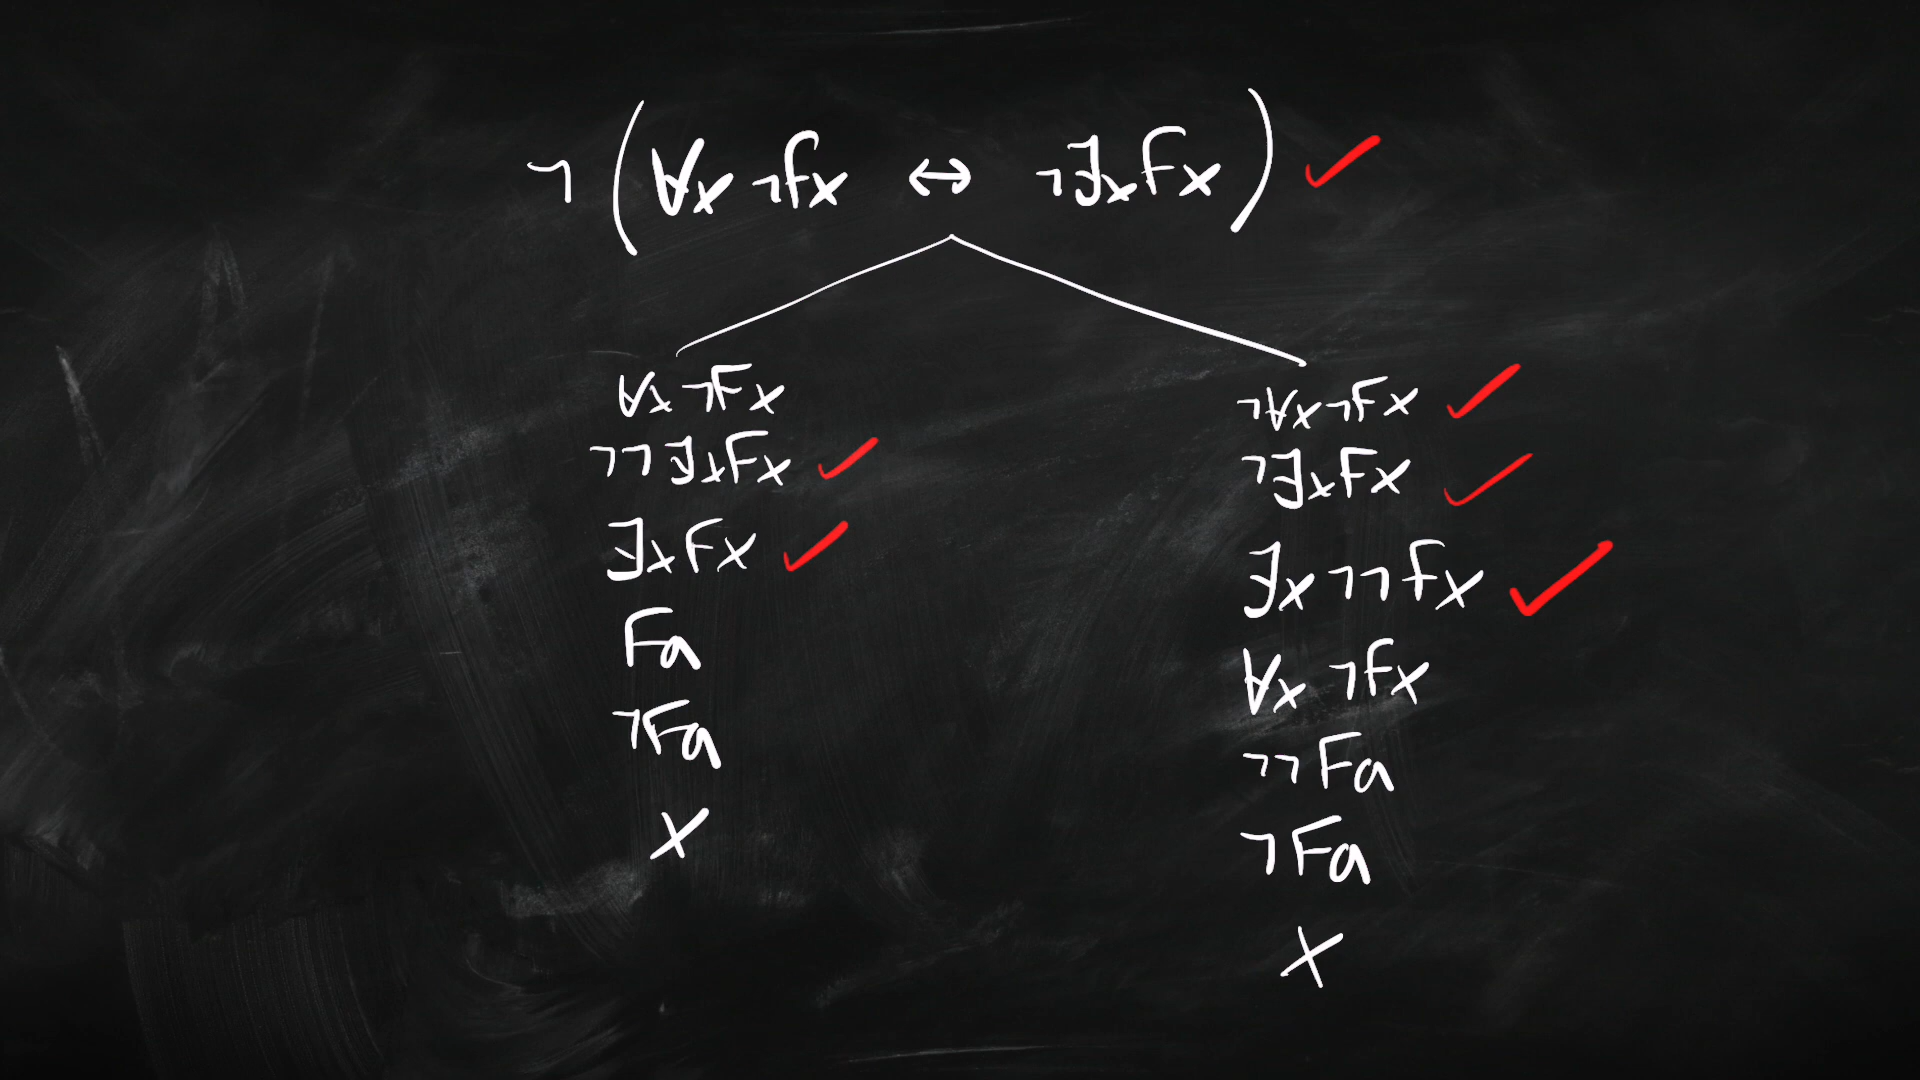 ¬(∀x¬Fx ↔ ¬∃xFx) ✓
∀x¬Fx
¬¬∃xFx ✓
∃xFx ✓
Fa
¬Fa
x
¬∀x¬Fx ✓
¬∃xFx ✓
∃x¬¬Fx ✓
∀x¬Fx
¬¬Fa
¬Fa
x